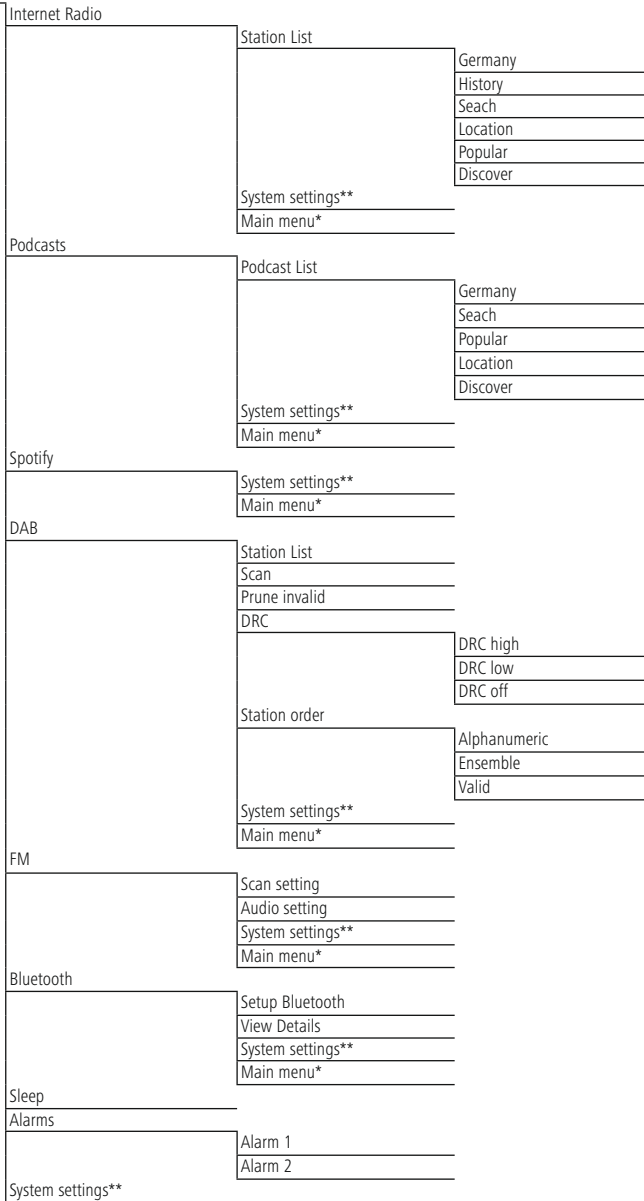 Internet Radio
Station List
Germany
History
Seach
Location
Popular
Discover
System settings**
Main menu*
Podcasts
Podcast List
Germany
Seach
Popular
Location
Discover
System settings**
Main menu*
Spotify
System settings**
Main menu*
DAB
Station List
Scan
Prune invalid
DRC
DRC high
DRC low
DRC off
Station order
Alphanumeric
Ensemble
Valid
System settings**
Main menu*
FM
Scan setting
Audio setting
System settings**
Main menu*
Bluetooth
Setup Bluetooth
View Details
System settings**
Main menu*
Sleep
Alarms
Alarm 1
Alarm 2
System settings**